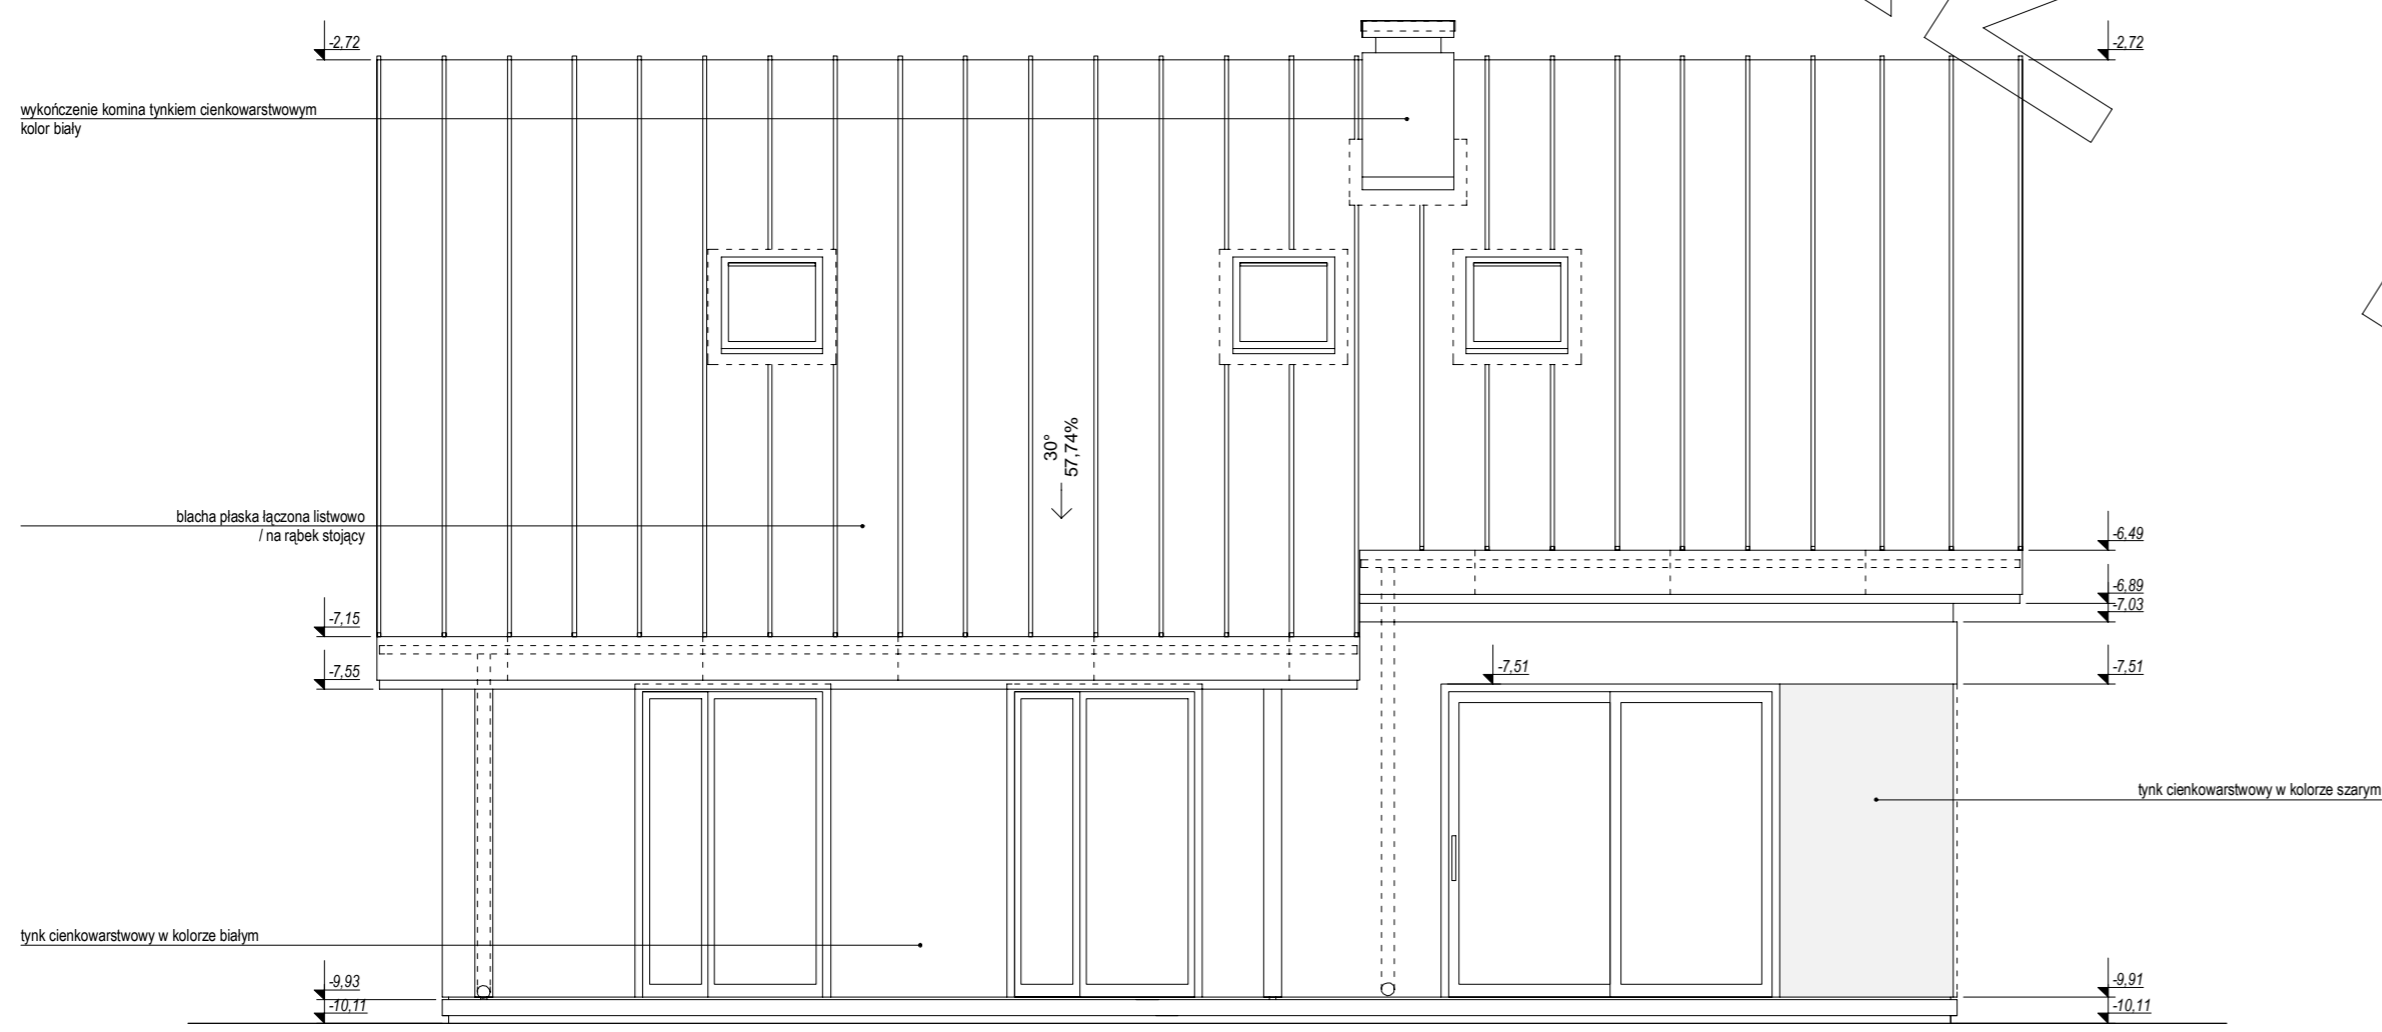 -2,72
-2,72
wykończenie komina tynkiem cienkowarstwowym
kolor biały
30°
57,74%
blacha płaska łączona listwowo
/ na rąbek stojący
-6,49
-6,89
-7,03
-7,15
-7,55
-7,51
-7,51
tynk cienkowarstwowy w kolorze szarym
tynk cienkowarstwowy w kolorze białym
-9,93
-10,11
-9,91
-10,11